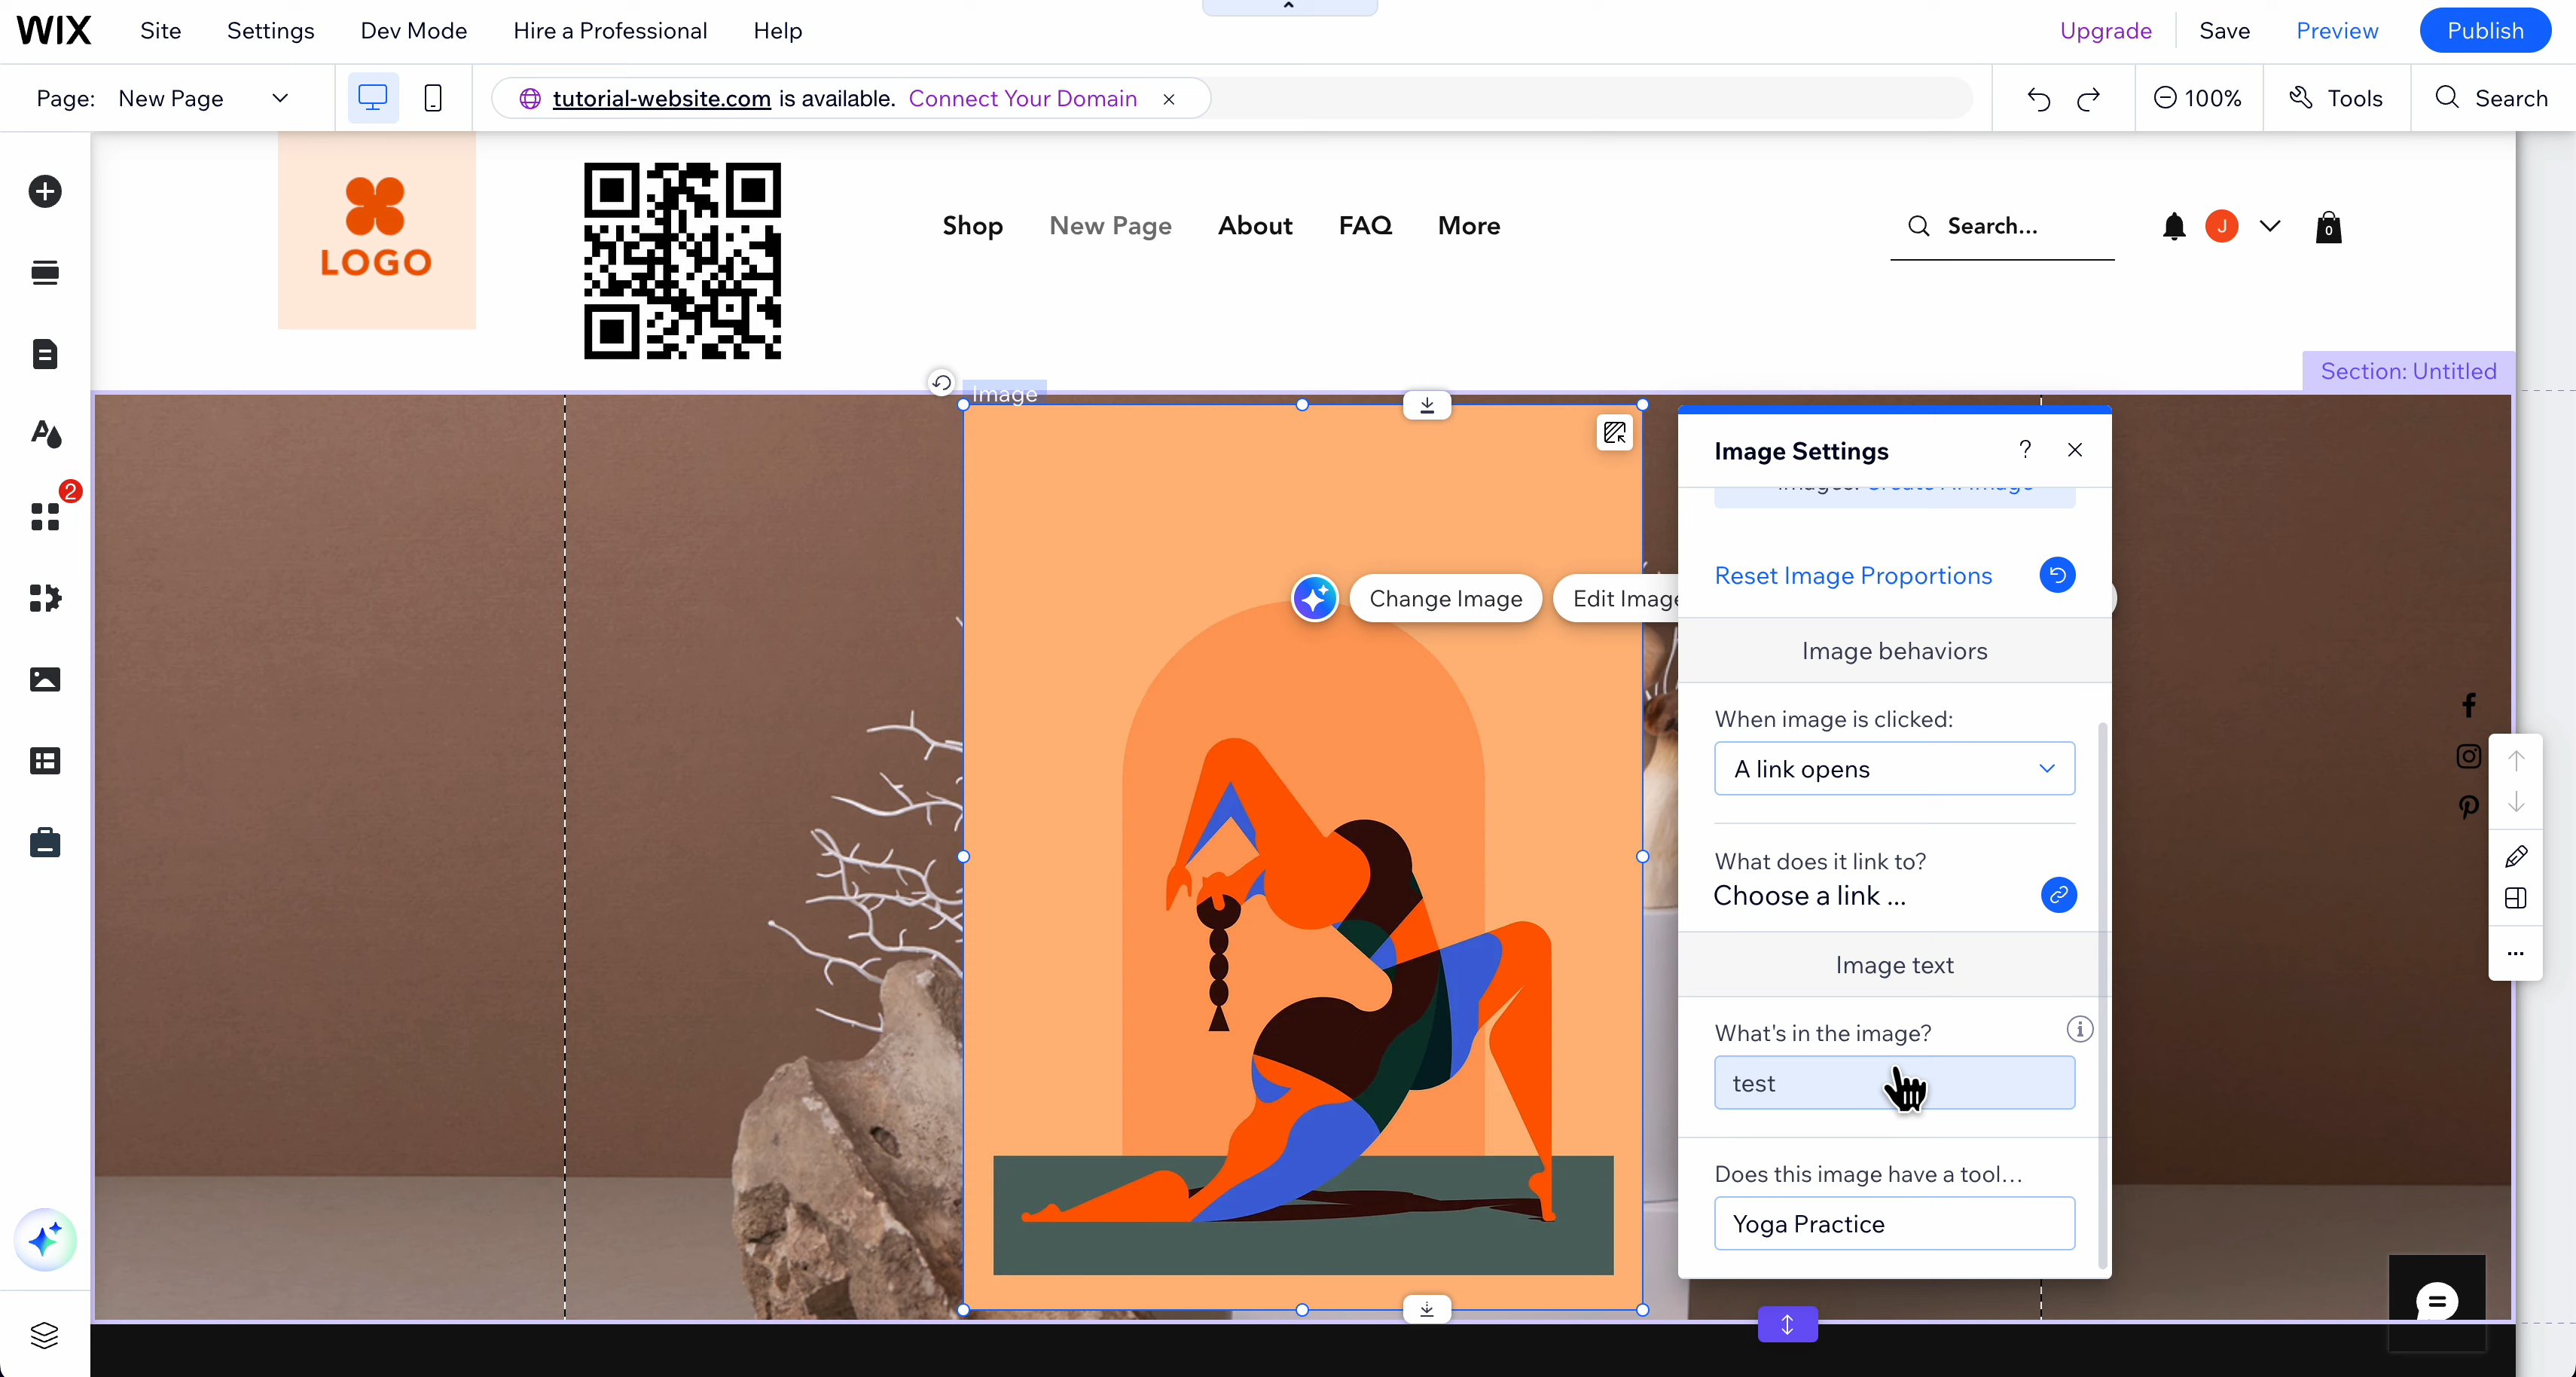 WIX Site Settings Dev Mode Hire a Professional Help Upgrade Save Preview Publish
Page: New Page tutorial-website.com is available. Connect Your Domain 100% Tools Search
LOGO
Shop New Page About FAQ More Search... J 0
Section: Untitled
2
Image
Change Image Edit Image
Image Settings ?
Reset Image Proportions
Image behaviors
When image is clicked:
A link opens
What does it link to?
Choose a link ...
Image text
What's in the image?
test
Does this image have a tool...
Yoga Practice